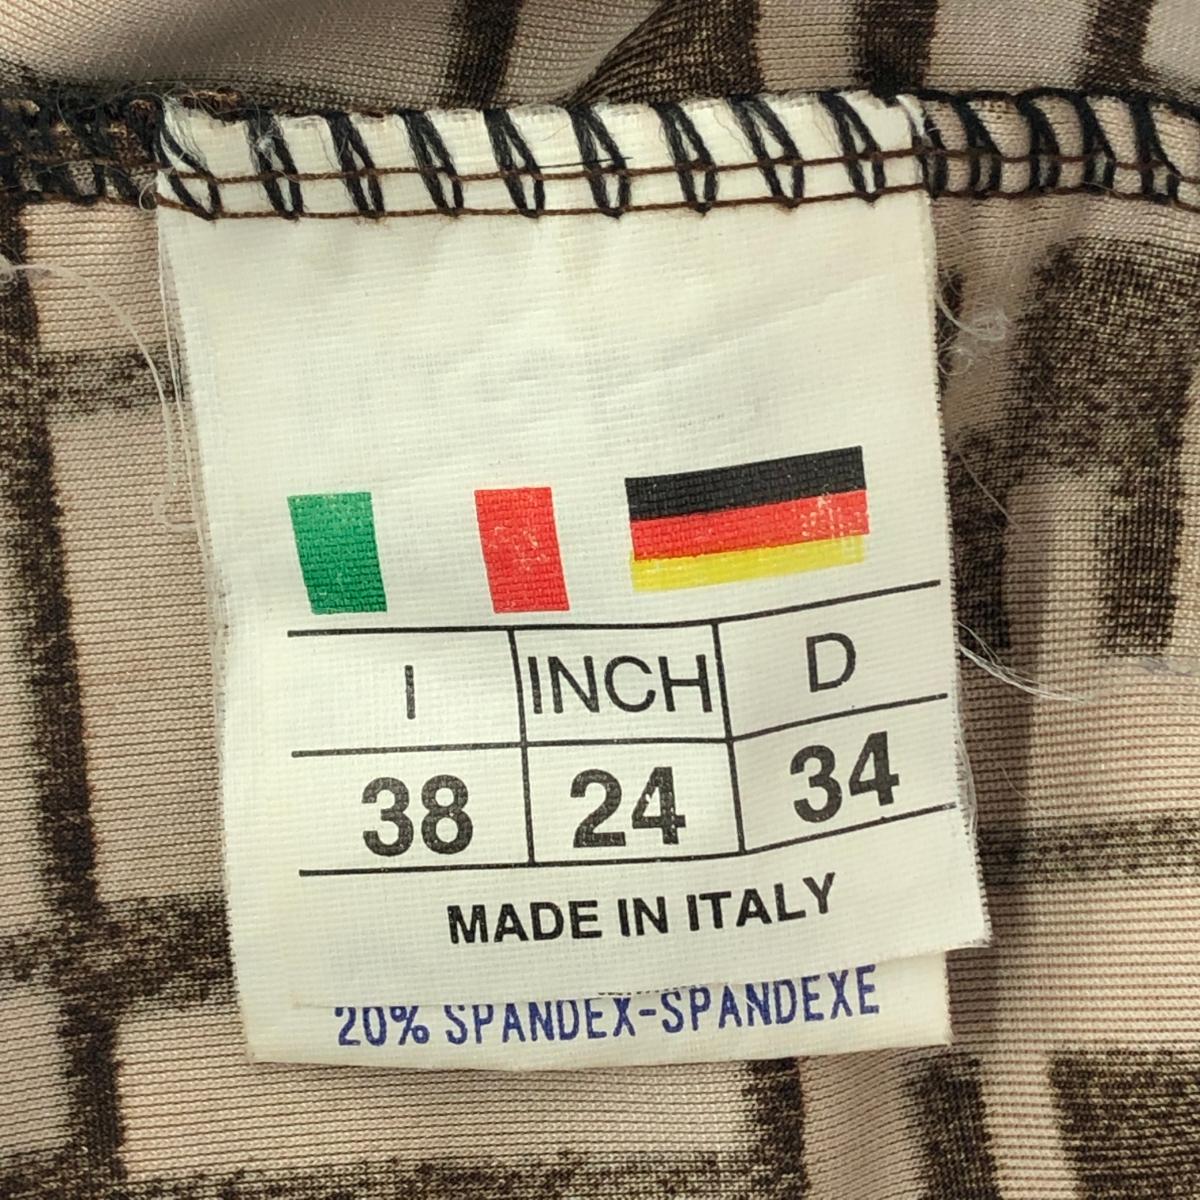 I INCH D
38 24 34
MADE IN ITALY
20% SPANDEX-SPANDEXE